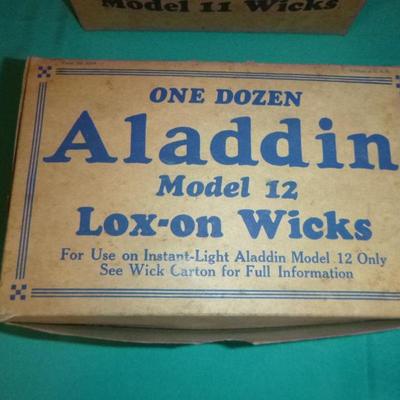 Model 11 Wicks
ONE DOZEN
Aladdin
Model 12
Lox-on Wicks
For Use on Instant-Light Aladdin Model 12 Only
See Wick Carton for Full Information